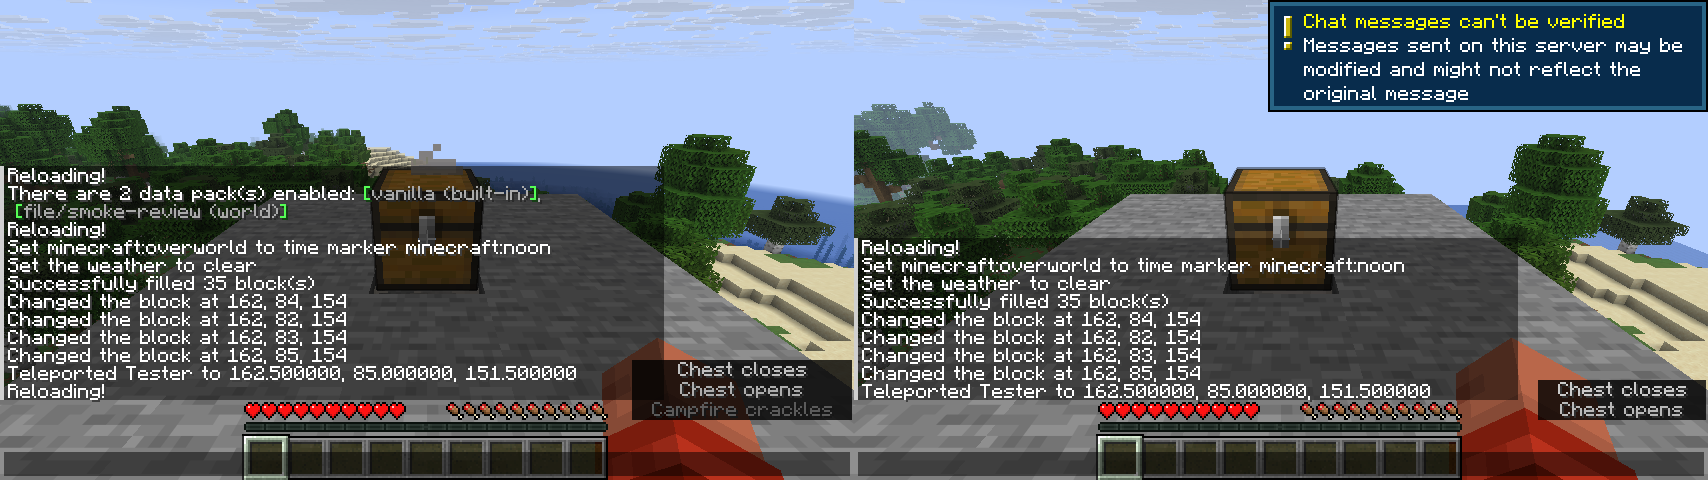 Reloading!
There are 2 data pack(s) enabled: [vanilla (built-in)],
[file/smoke-review (world)]
Reloading!
Set minecraft:overworld to time marker minecraft:noon
Set the weather to clear
Successfully filled 35 block(s)
Changed the block at 162, 84, 154
Changed the block at 162, 82, 154
Changed the block at 162, 83, 154
Changed the block at 162, 85, 154
Teleported Tester to 162.500000, 85.000000, 151.500000
Reloading!
Chest closes
Chest opens
Campfire crackles
Chat messages can't be verified
Messages sent on this server may be
modified and might not reflect the
original message
Reloading!
Set minecraft:overworld to time marker minecraft:noon
Set the weather to clear
Successfully filled 35 block(s)
Changed the block at 162, 84, 154
Changed the block at 162, 82, 154
Changed the block at 162, 83, 154
Changed the block at 162, 85, 154
Teleported Tester to 162.500000, 85.000000, 151.500000
Chest closes
Chest opens